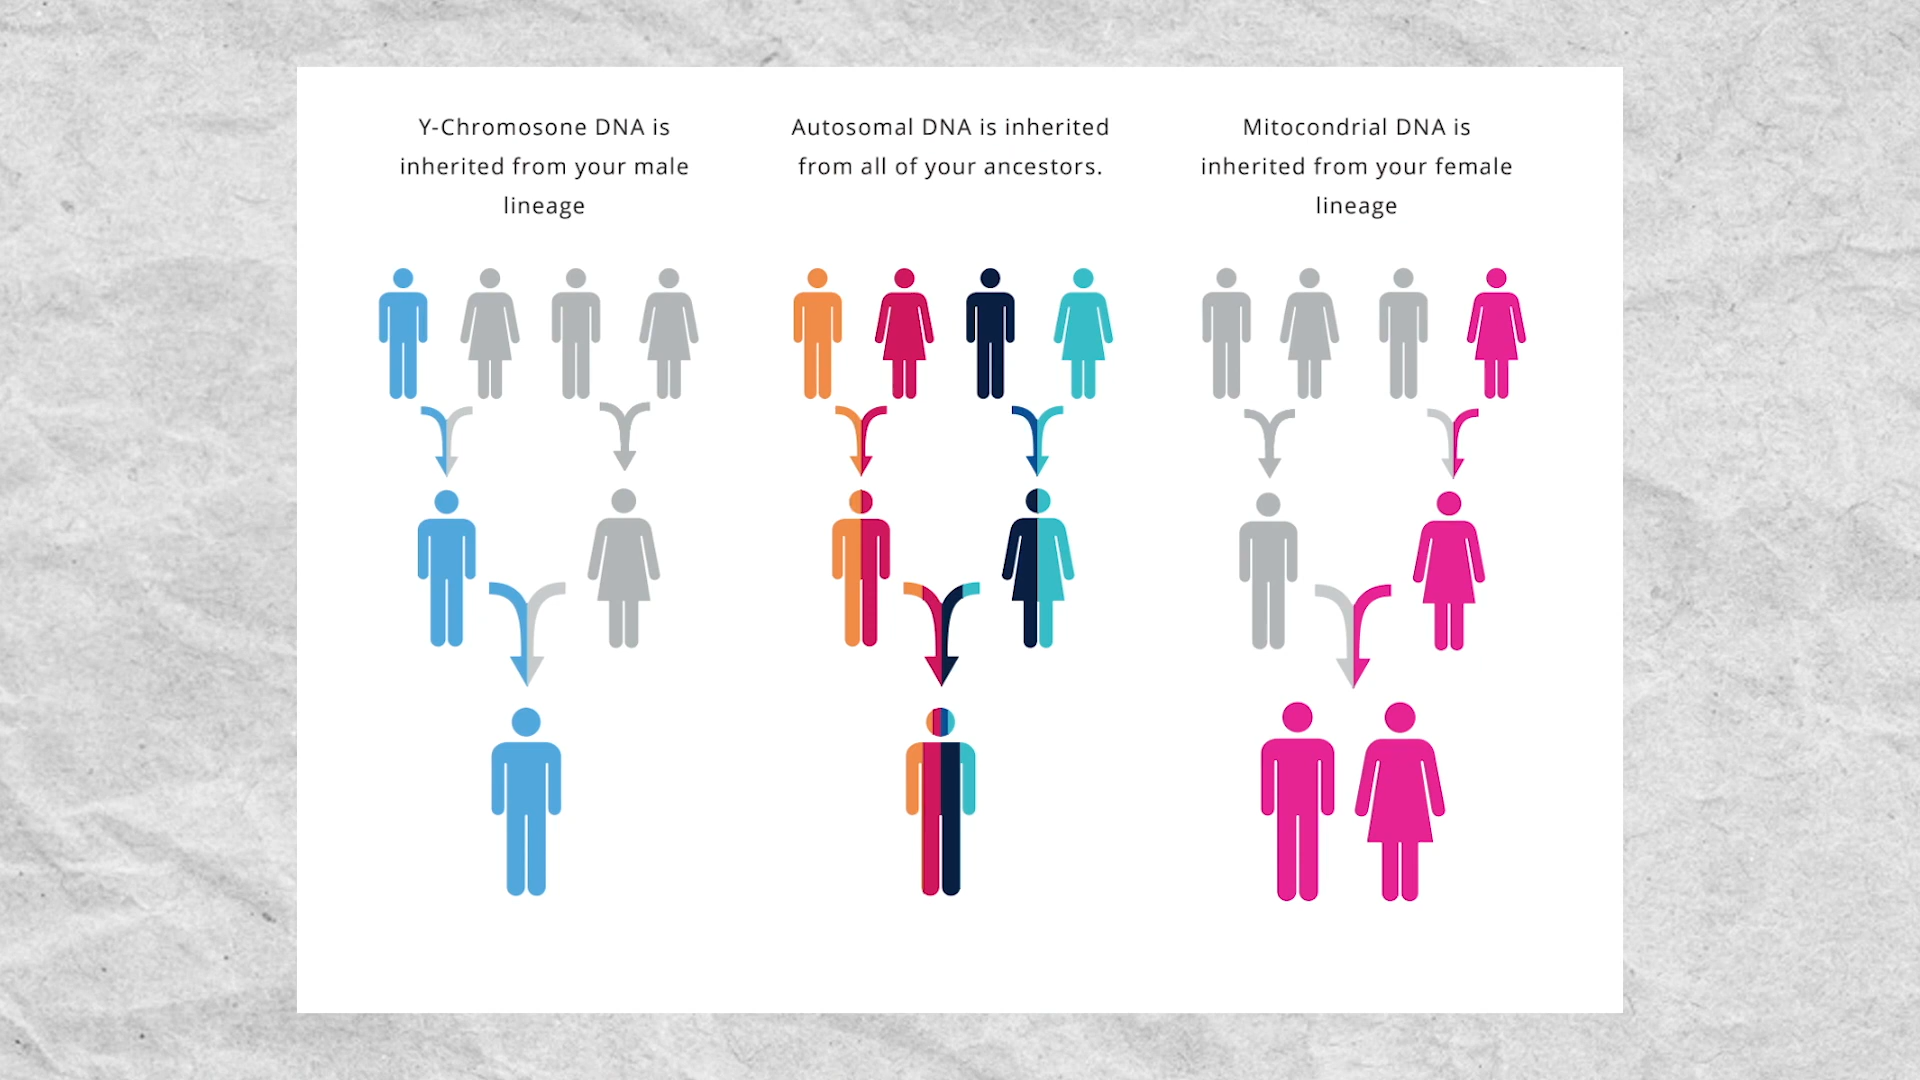 Y-Chromosone DNA is
inherited from your male
lineage
Autosomal DNA is inherited
from all of your ancestors.
Mitocondrial DNA is
inherited from your female
lineage